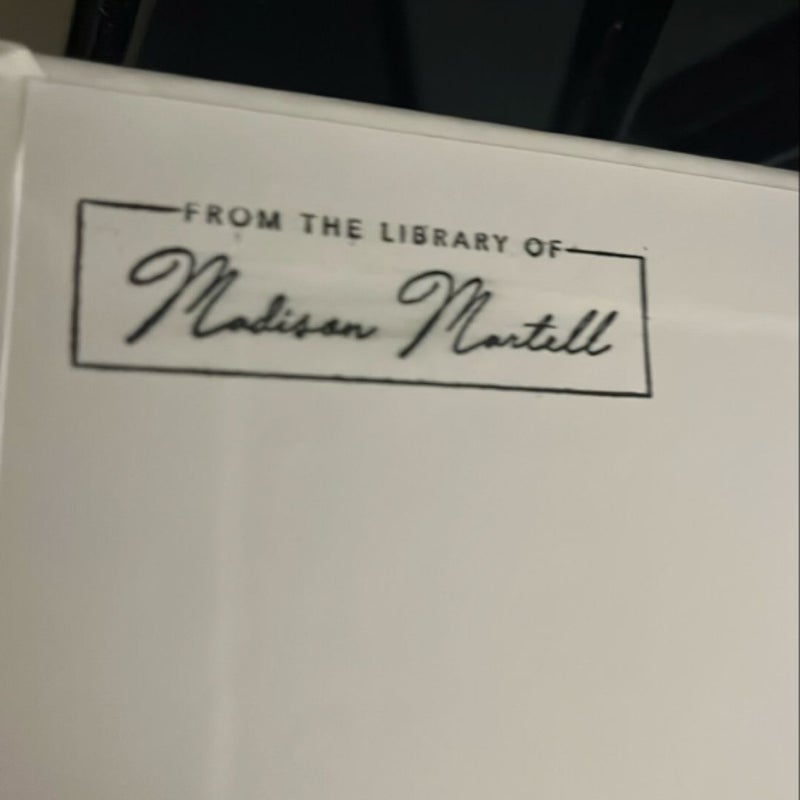 FROM THE LIBRARY OF
Madison Martell